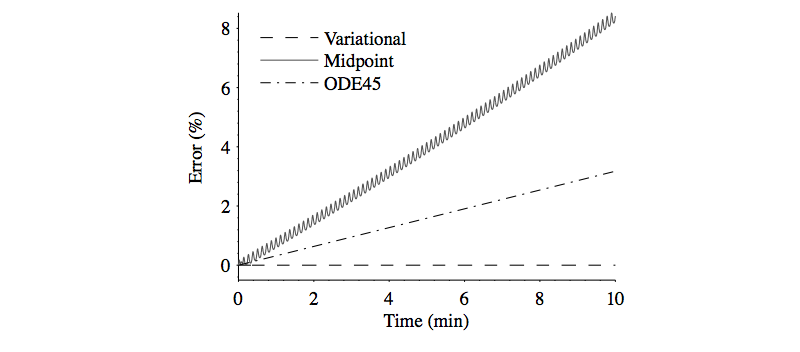 Error (%)
8
6
4
2
0
Variational
Midpoint
ODE45
0 2 4 6 8 10
Time (min)